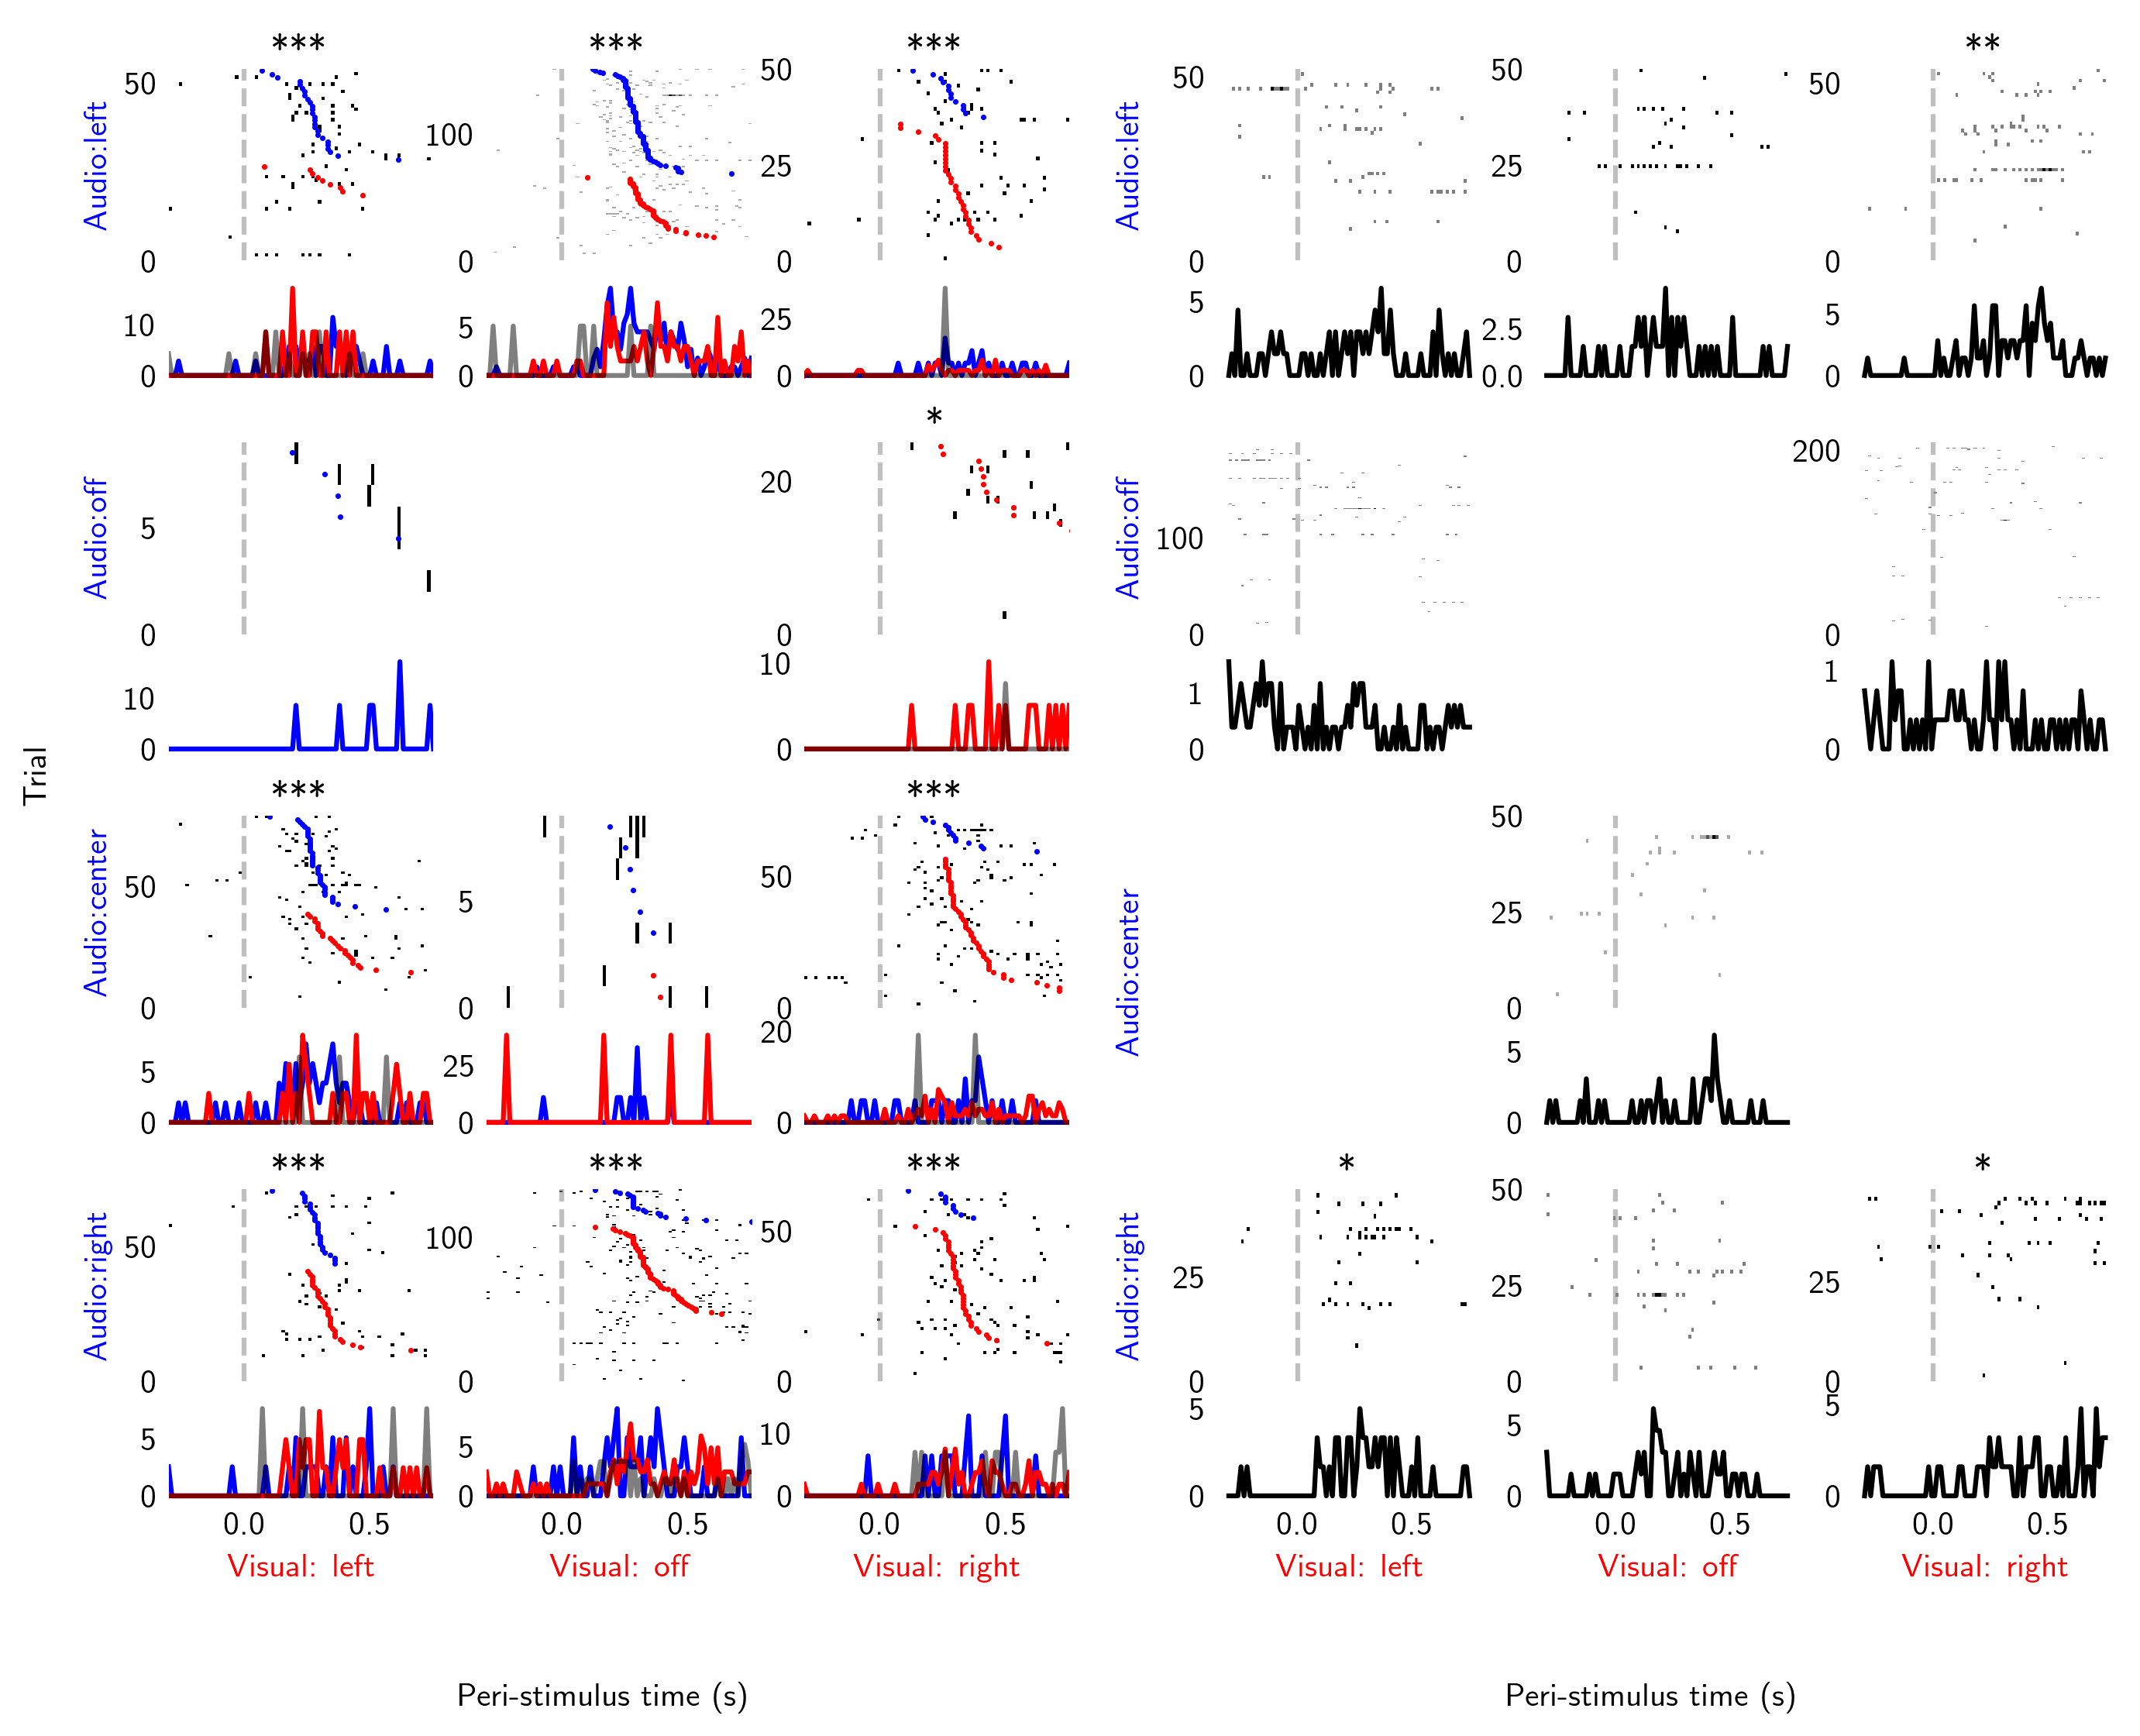 *** *** *** **
Audio:left 50 0 100 0 50 25 0 Audio:left 50 0 50 25 0 50 0
10 0 5 0 25 0 5 0 2.5 0.0 5 0
*
Audio:off 5 0 20 0 Audio:off 100 0 200 0
10 0 10 0 1 0 1 0
Trial
*** ***
Audio:center 50 0 5 0 50 0 Audio:center 50 25 0
5 0 25 0 20 0 5 0
*** *** *** * *
Audio:right 50 0 100 0 50 0 Audio:right 25 0 50 25 0 25 0
5 0 5 0 10 0 5 0 5 0 5 0
0.0 0.5 0.0 0.5 0.0 0.5 0.0 0.5 0.0 0.5 0.0 0.5
Visual: left Visual: off Visual: right Visual: left Visual: off Visual: right
Peri-stimulus time (s) Peri-stimulus time (s)